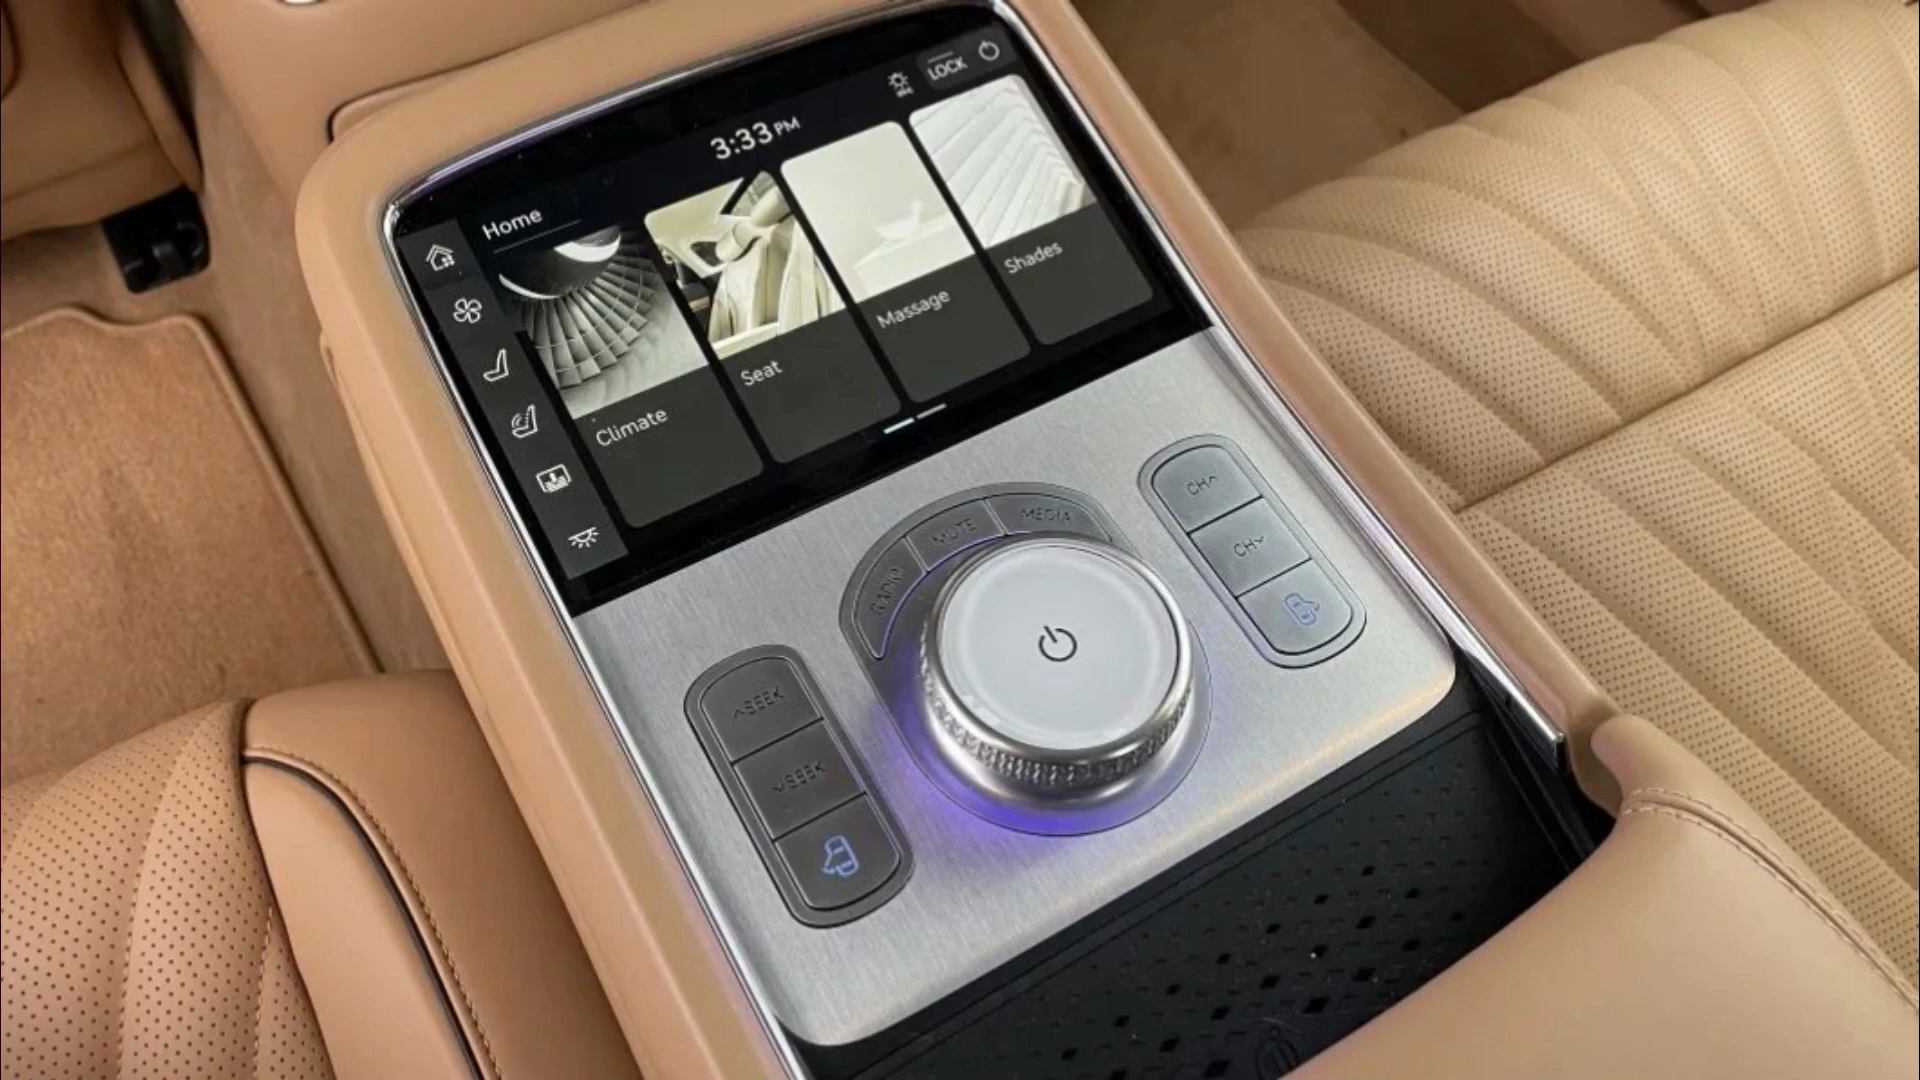 LOCK
3:33 PM
Home
Climate
Seat
Massage
Shades
RADIO
MUTE
MEDIA
CH
CH
SEEK
SEEK